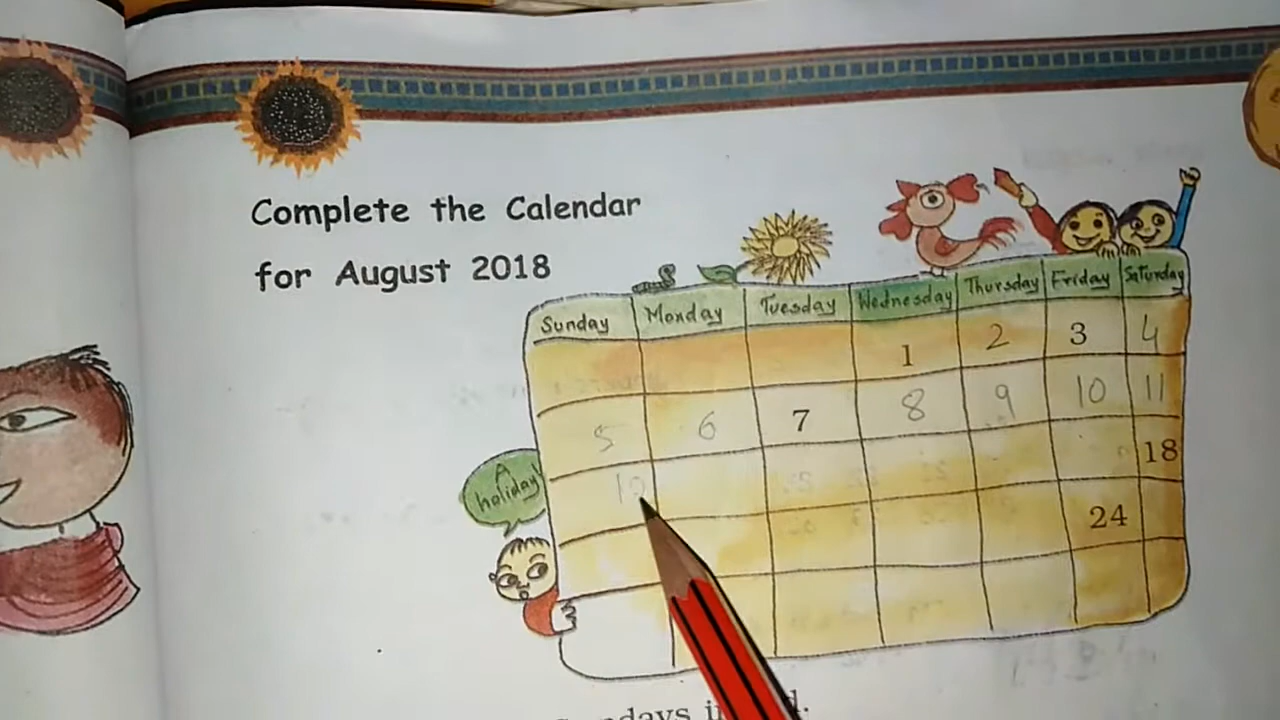 Complete the Calendar
for August 2018
Sunday Monday Tuesday Wednesday Thursday Friday Saturday
1 2 3 4
5 6 7 8 9 10 11
18
A
holiday
24